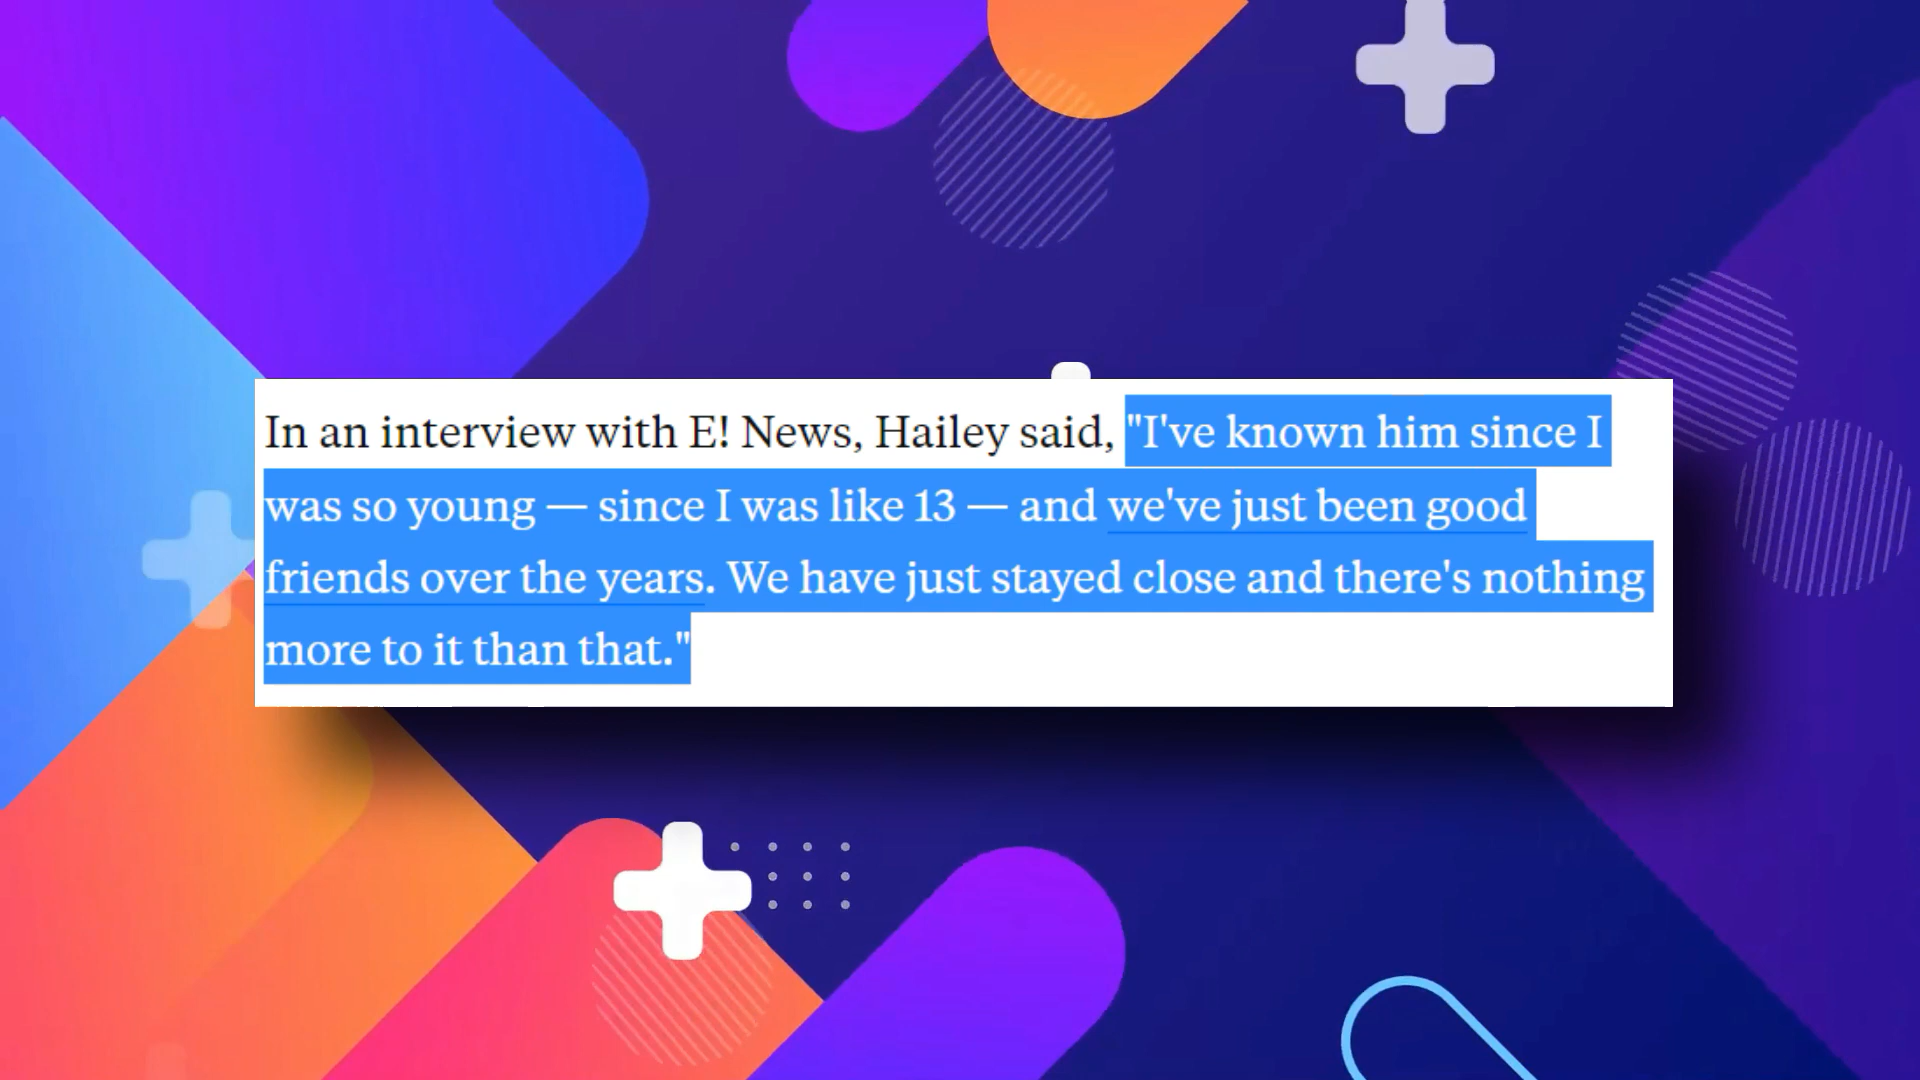 In an interview with E! News, Hailey said, "I've known him since I
was so young — since I was like 13 — and we've just been good
friends over the years. We have just stayed close and there's nothing
more to it than that."